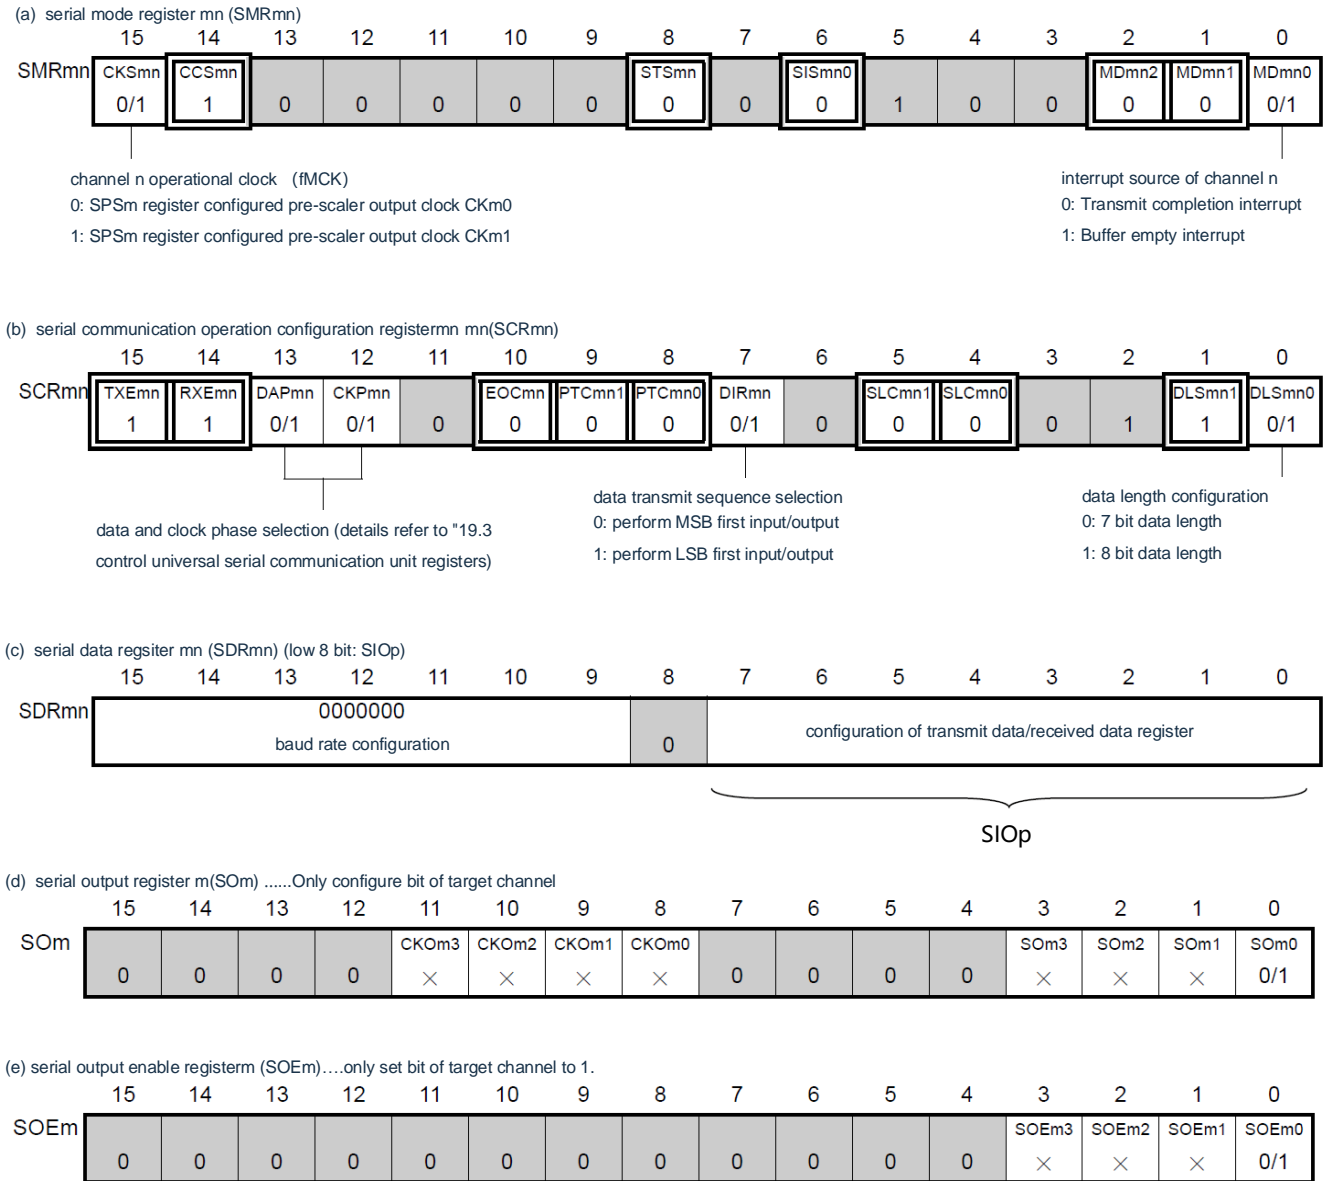 (a) serial mode register mn (SMRmn)
15 14 13 12 11 10 9 8 7 6 5 4 3 2 1 0
SMRmn CKSmn CCSmn STSmn SISmn0 MDmn2 MDmn1 MDmn0
0/1 1 0 0 0 0 0 0 0 0 1 0 0 0 0 0/1
channel n operational clock (fMCK)
0: SPSm register configured pre-scaler output clock CKm0
1: SPSm register configured pre-scaler output clock CKm1
interrupt source of channel n
0: Transmit completion interrupt
1: Buffer empty interrupt
(b) serial communication operation configuration registermn mn(SCRmn)
15 14 13 12 11 10 9 8 7 6 5 4 3 2 1 0
SCRmn TXEmn RXEmn DAPmn CKPmn EOCmn PTCmn1 PTCmn0 DIRmn SLCmn1 SLCmn0 DLSmn1 DLSmn0
1 1 0/1 0/1 0 0 0 0 0/1 0 0 0 0 1 1 0/1
data and clock phase selection (details refer to "19.3
control universal serial communication unit registers)
data transmit sequence selection
0: perform MSB first input/output
1: perform LSB first input/output
data length configuration
0: 7 bit data length
1: 8 bit data length
(c) serial data regsiter mn (SDRmn) (low 8 bit: SIOp)
15 14 13 12 11 10 9 8 7 6 5 4 3 2 1 0
SDRmn 0000000
baud rate configuration 0 configuration of transmit data/received data register
SIOp
(d) serial output register m(SOm) ......Only configure bit of target channel
15 14 13 12 11 10 9 8 7 6 5 4 3 2 1 0
SOm CKOm3 CKOm2 CKOm1 CKOm0 SOm3 SOm2 SOm1 SOm0
0 0 0 0 × × × × 0 0 0 0 × × × 0/1
(e) serial output enable registerm (SOEm)....only set bit of target channel to 1.
15 14 13 12 11 10 9 8 7 6 5 4 3 2 1 0
SOEm SOEm3 SOEm2 SOEm1 SOEm0
0 0 0 0 0 0 0 0 0 0 0 0 × × × 0/1